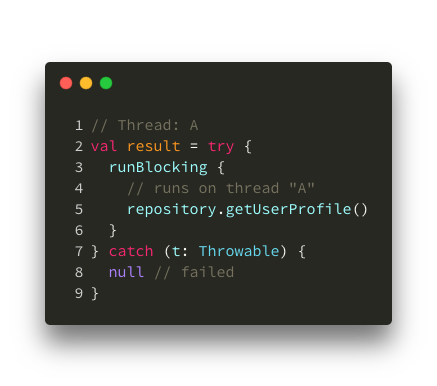 1 // Thread: A
2 val result = try {
3   runBlocking {
4     // runs on thread "A"
5     repository.getUserProfile()
6   }
7 } catch (t: Throwable) {
8   null // failed
9 }